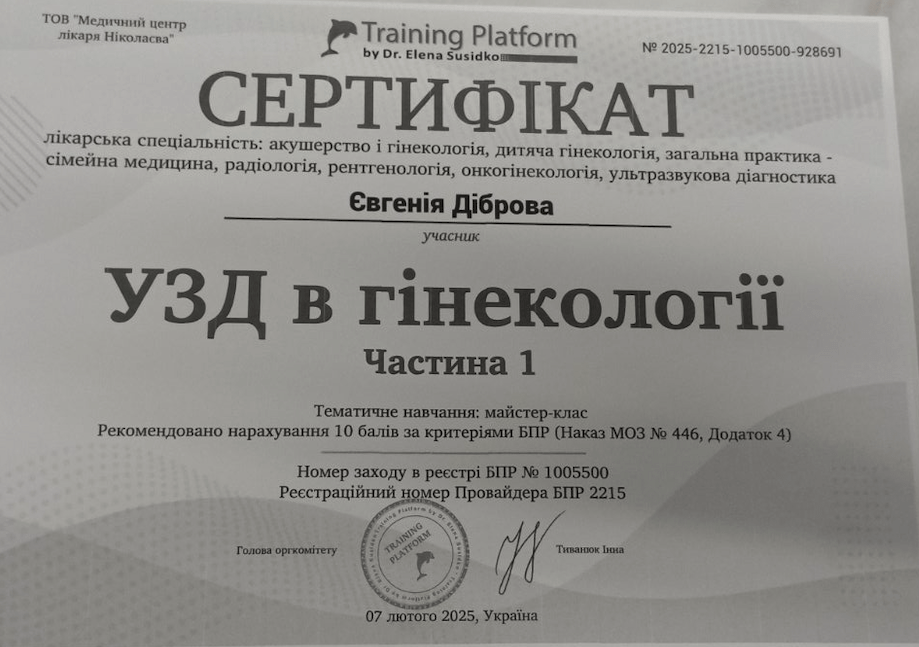 ТОВ "Медичний центр
лікаря Ніколаєва"
Training Platform
by Dr. Elena Susidko
№ 2025-2215-1005500-928691
СЕРТИФІКАТ
лікарська спеціальність: акушерство і гінекологія, дитяча гінекологія, загальна практика -
сімейна медицина, радіологія, рентгенологія, онкогінекологія, ультразвукова діагностика
Євгенія Діброва
учасник
УЗД в гінекології
Частина 1
Тематичне навчання: майстер-клас
Рекомендовано нарахування 10 балів за критеріями БПР (Наказ МОЗ № 446, Додаток 4)
Номер заходу в реєстрі БПР № 1005500
Реєстраційний номер Провайдера БПР 2215
Голова оргкомітету
TRAINING
PLATFORM
Тиванюк Інна
07 лютого 2025, Україна